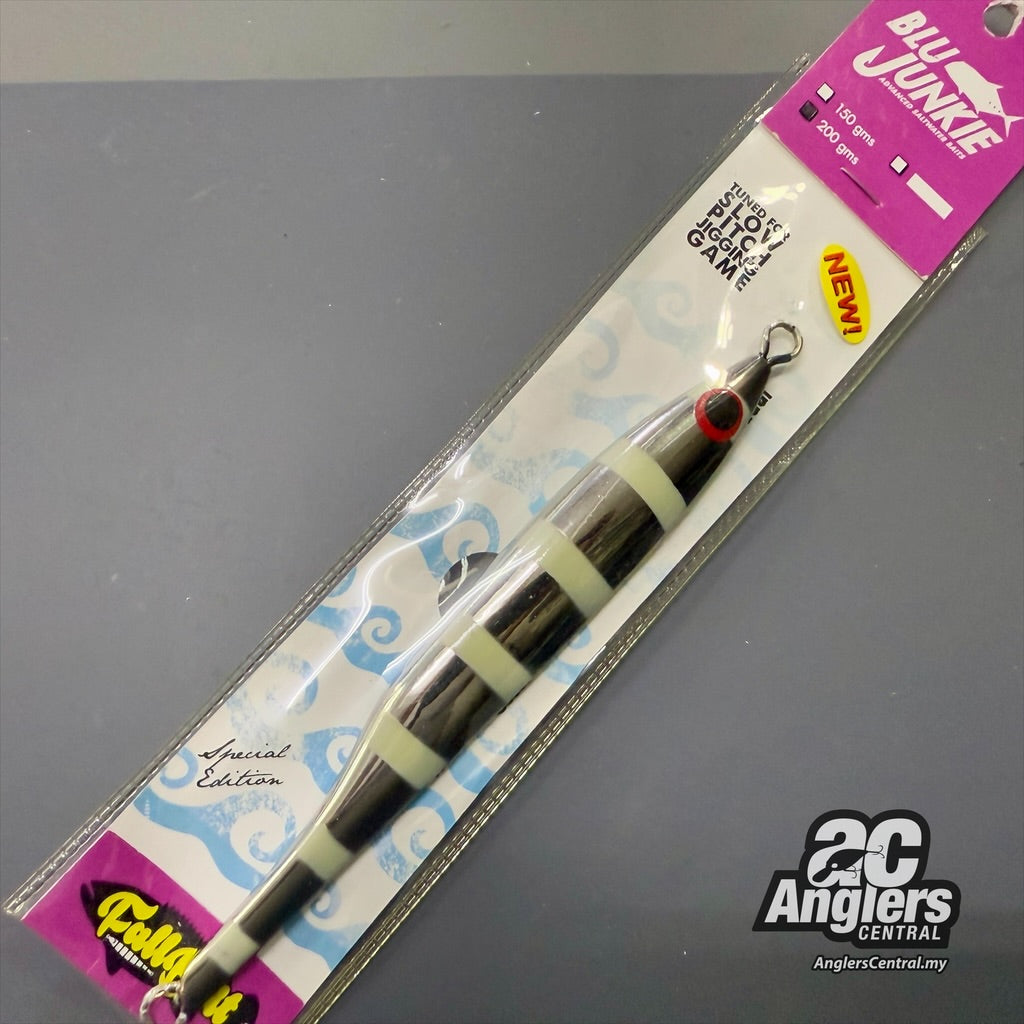 BLU
JUNKIE
ADVANCED SALTWATER BAITS
150 gms
200 gms
TUNED FOR
SLOW
PITCH
JIGGING
GAME
NEW!
Special
Edition
ac
Anglers
CENTRAL
AnglersCentral.my